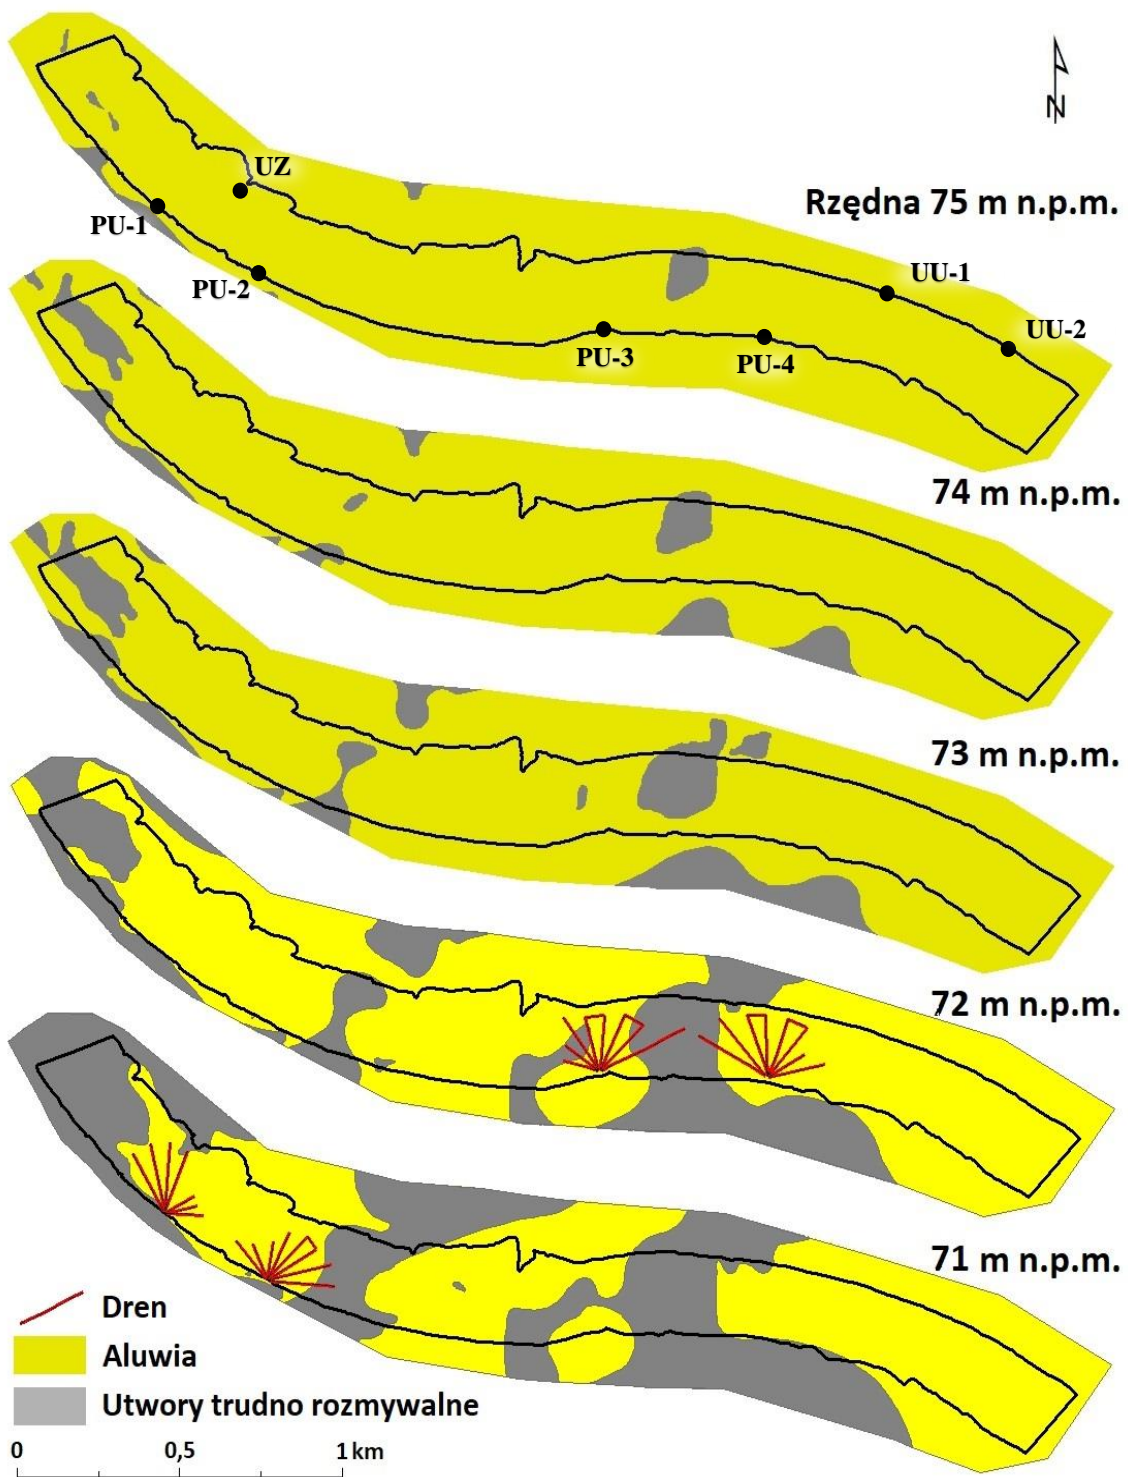 N
UZ
Rzędna 75 m n.p.m.
PU-1
PU-2
UU-1
UU-2
PU-3
PU-4
74 m n.p.m.
73 m n.p.m.
72 m n.p.m.
71 m n.p.m.
Dren
Aluwia
Utwory trudno rozmywalne
0 0,5 1 km